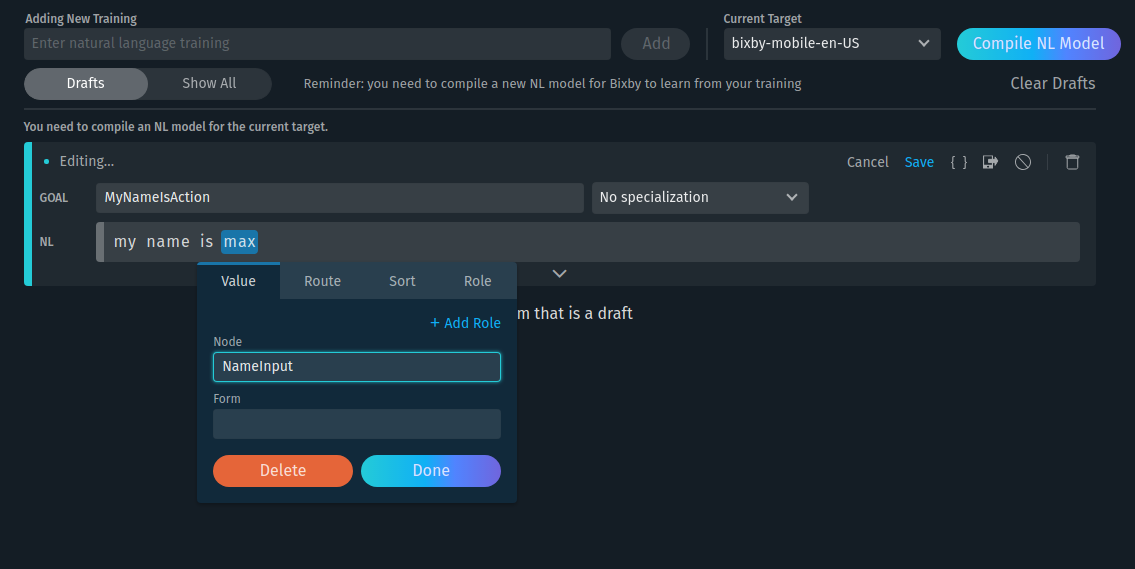 Adding New Training
Current Target
Enter natural language training
Add
bixby-mobile-en-US
Compile NL Model
Drafts
Show All
Reminder: you need to compile a new NL model for Bixby to learn from your training
Clear Drafts
You need to compile an NL model for the current target.
Editing...
Cancel
Save
{ }
GOAL
MyNameIsAction
No specialization
NL
my name is max
Value
Route
Sort
Role
m that is a draft
+ Add Role
Node
NameInput
Form
Delete
Done